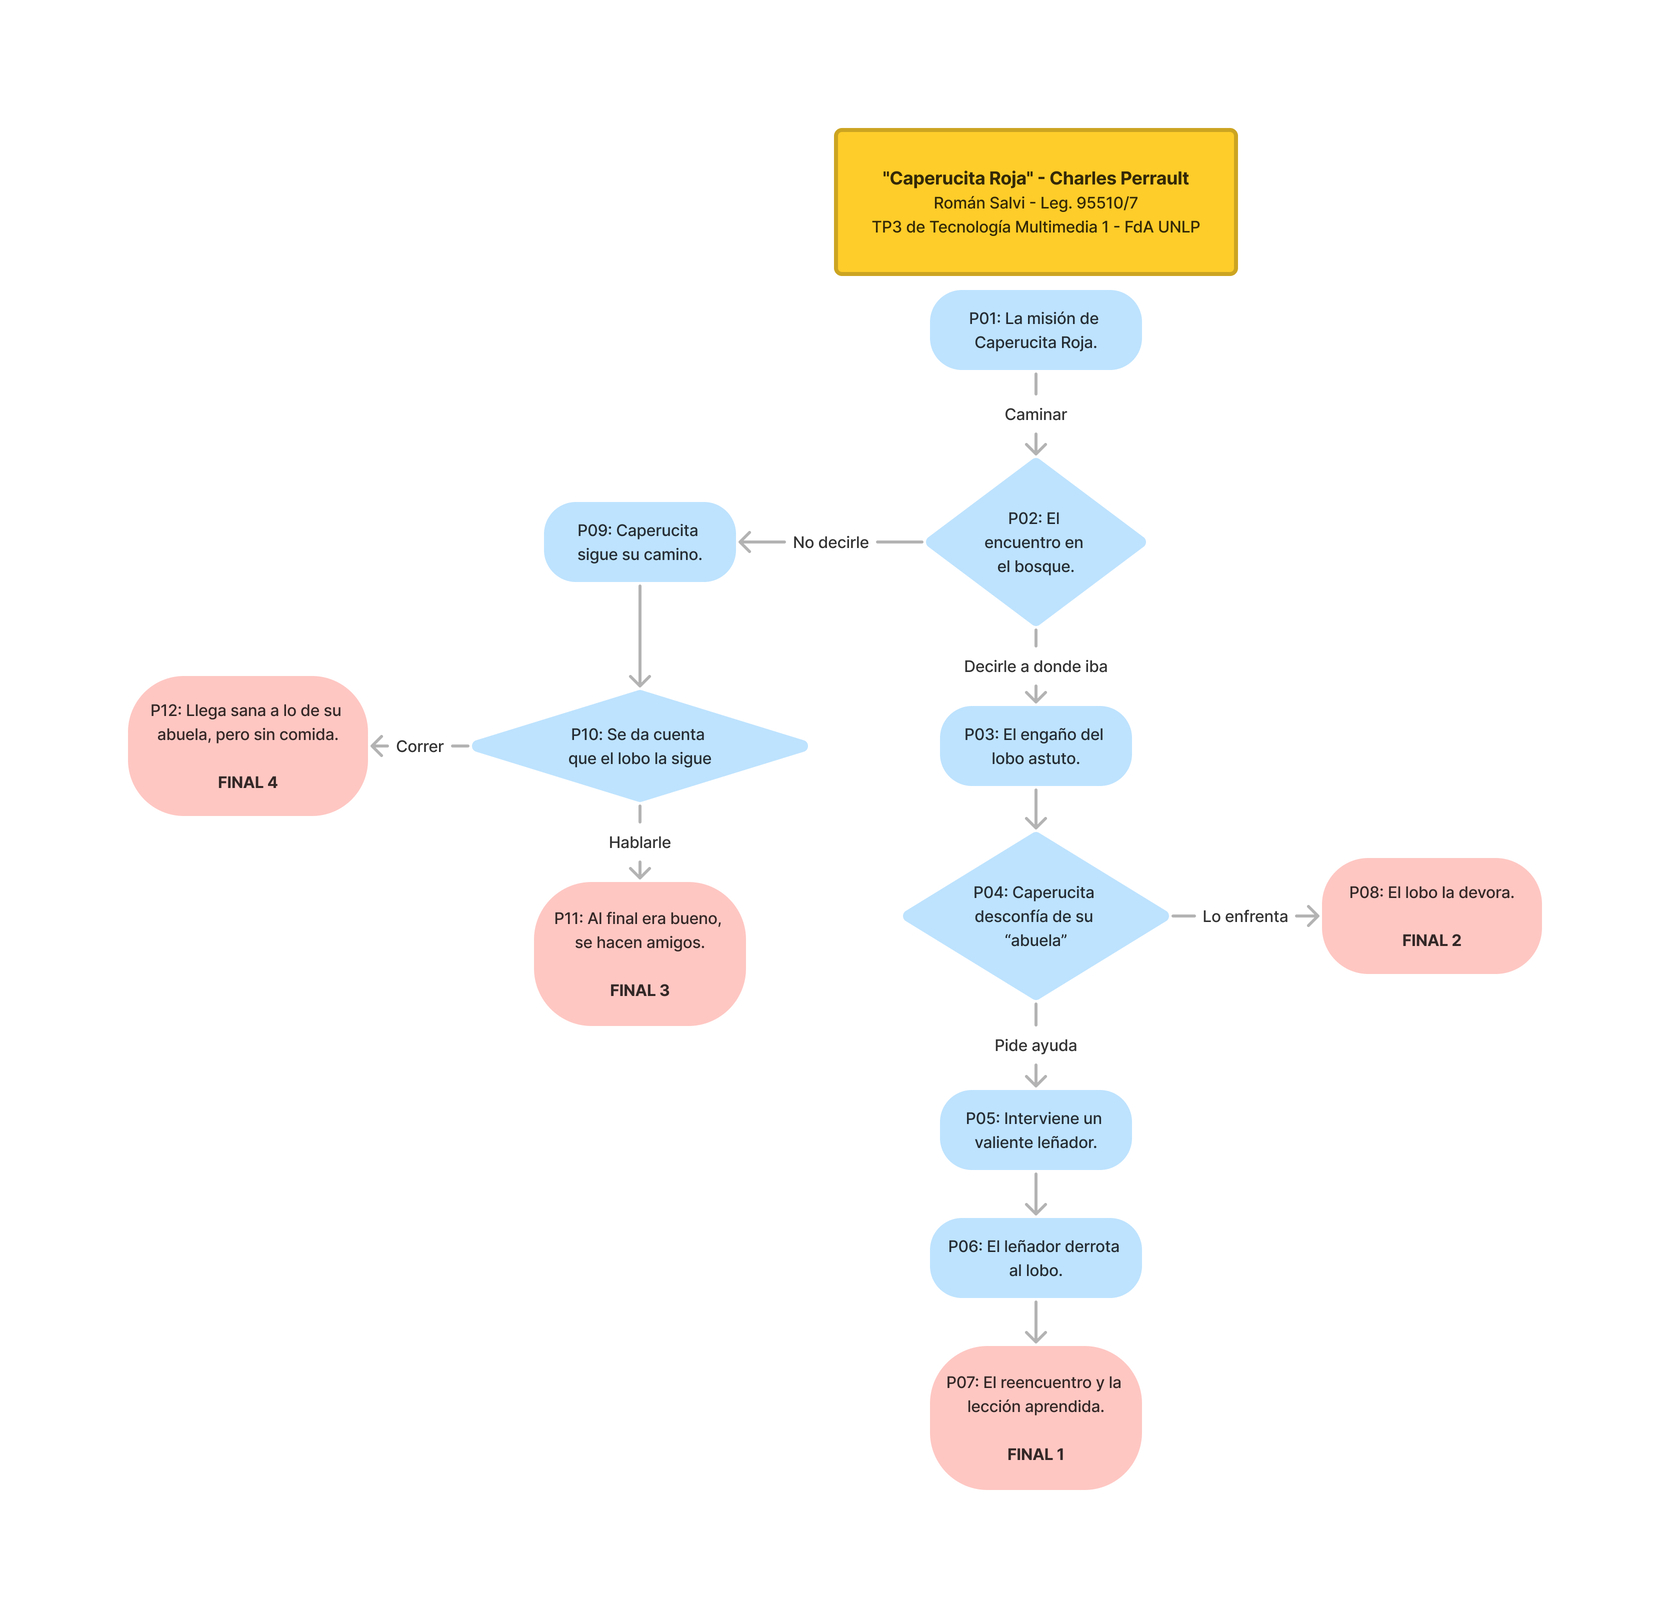 "Caperucita Roja" - Charles Perrault
Román Salvi - Leg. 95510/7
TP3 de Tecnología Multimedia 1 - FdA UNLP
P01: La misión de
Caperucita Roja.
Caminar
P02: El
encuentro en
el bosque.
No decirle
P09: Caperucita
sigue su camino.
Decirle a donde iba
P03: El engaño del
lobo astuto.
P10: Se da cuenta
que el lobo la sigue
Correr
P12: Llega sana a lo de su
abuela, pero sin comida.
FINAL 4
Hablarle
P11: Al final era bueno,
se hacen amigos.
FINAL 3
P04: Caperucita
desconfía de su
“abuela”
Lo enfrenta
P08: El lobo la devora.
FINAL 2
Pide ayuda
P05: Interviene un
valiente leñador.
P06: El leñador derrota
al lobo.
P07: El reencuentro y la
lección aprendida.
FINAL 1